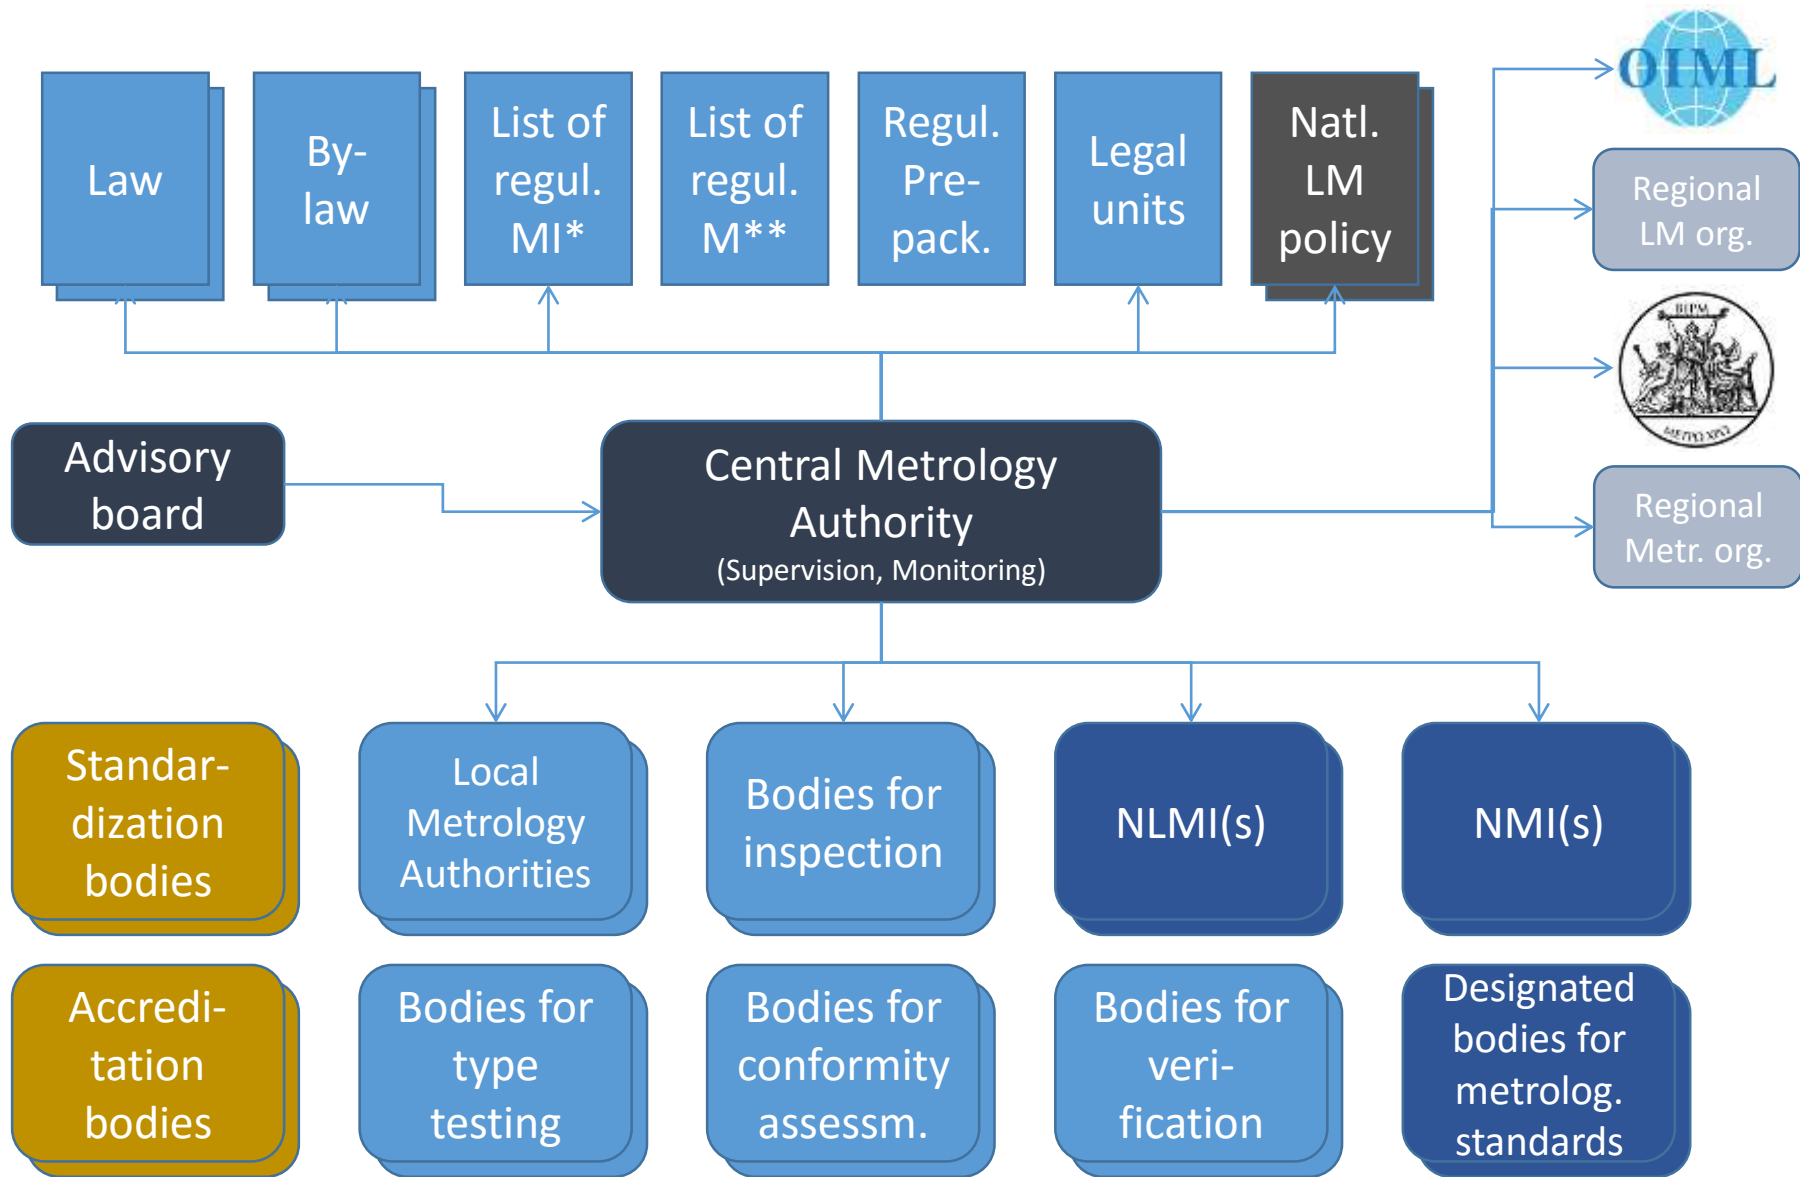 Law
By-
law
List of
regul.
MI*
List of
regul.
M**
Regul.
Pre-
pack.
Legal
units
Natl.
LM
policy
OIML
Regional
LM org.
BIPM
ΜΕΤΡΩ ΧΡΩ
Regional
Metr. org.
Advisory
board
Central Metrology
Authority
(Supervision, Monitoring)
Standar-
dization
bodies
Local
Metrology
Authorities
Bodies for
inspection
NLMI(s)
NMI(s)
Accredi-
tation
bodies
Bodies for
type
testing
Bodies for
conformity
assessm.
Bodies for
veri-
fication
Designated
bodies for
metrolog.
standards